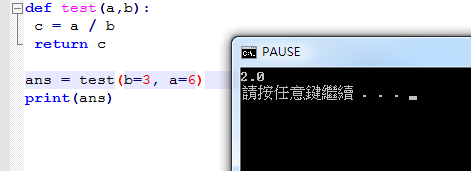 def test(a,b):
c = a / b
return c
ans = test(b=3, a=6)
print(ans)
C:\. PAUSE
2.0
請按任意鍵繼續 . . .